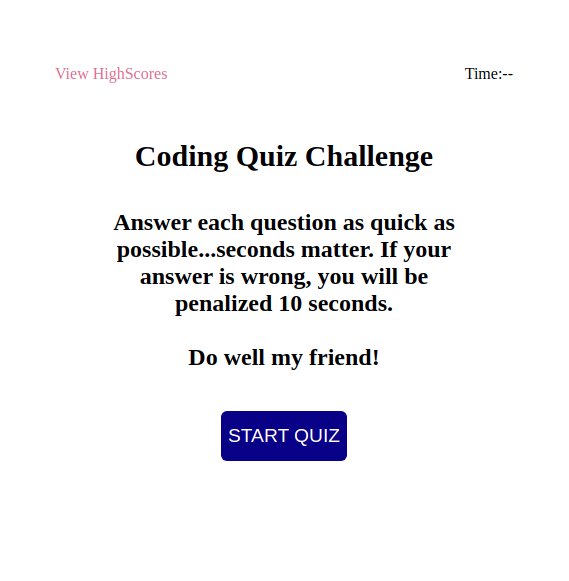 View HighScores
Time:--
Coding Quiz Challenge
Answer each question as quick as
possible...seconds matter. If your
answer is wrong, you will be
penalized 10 seconds.
Do well my friend!
START QUIZ